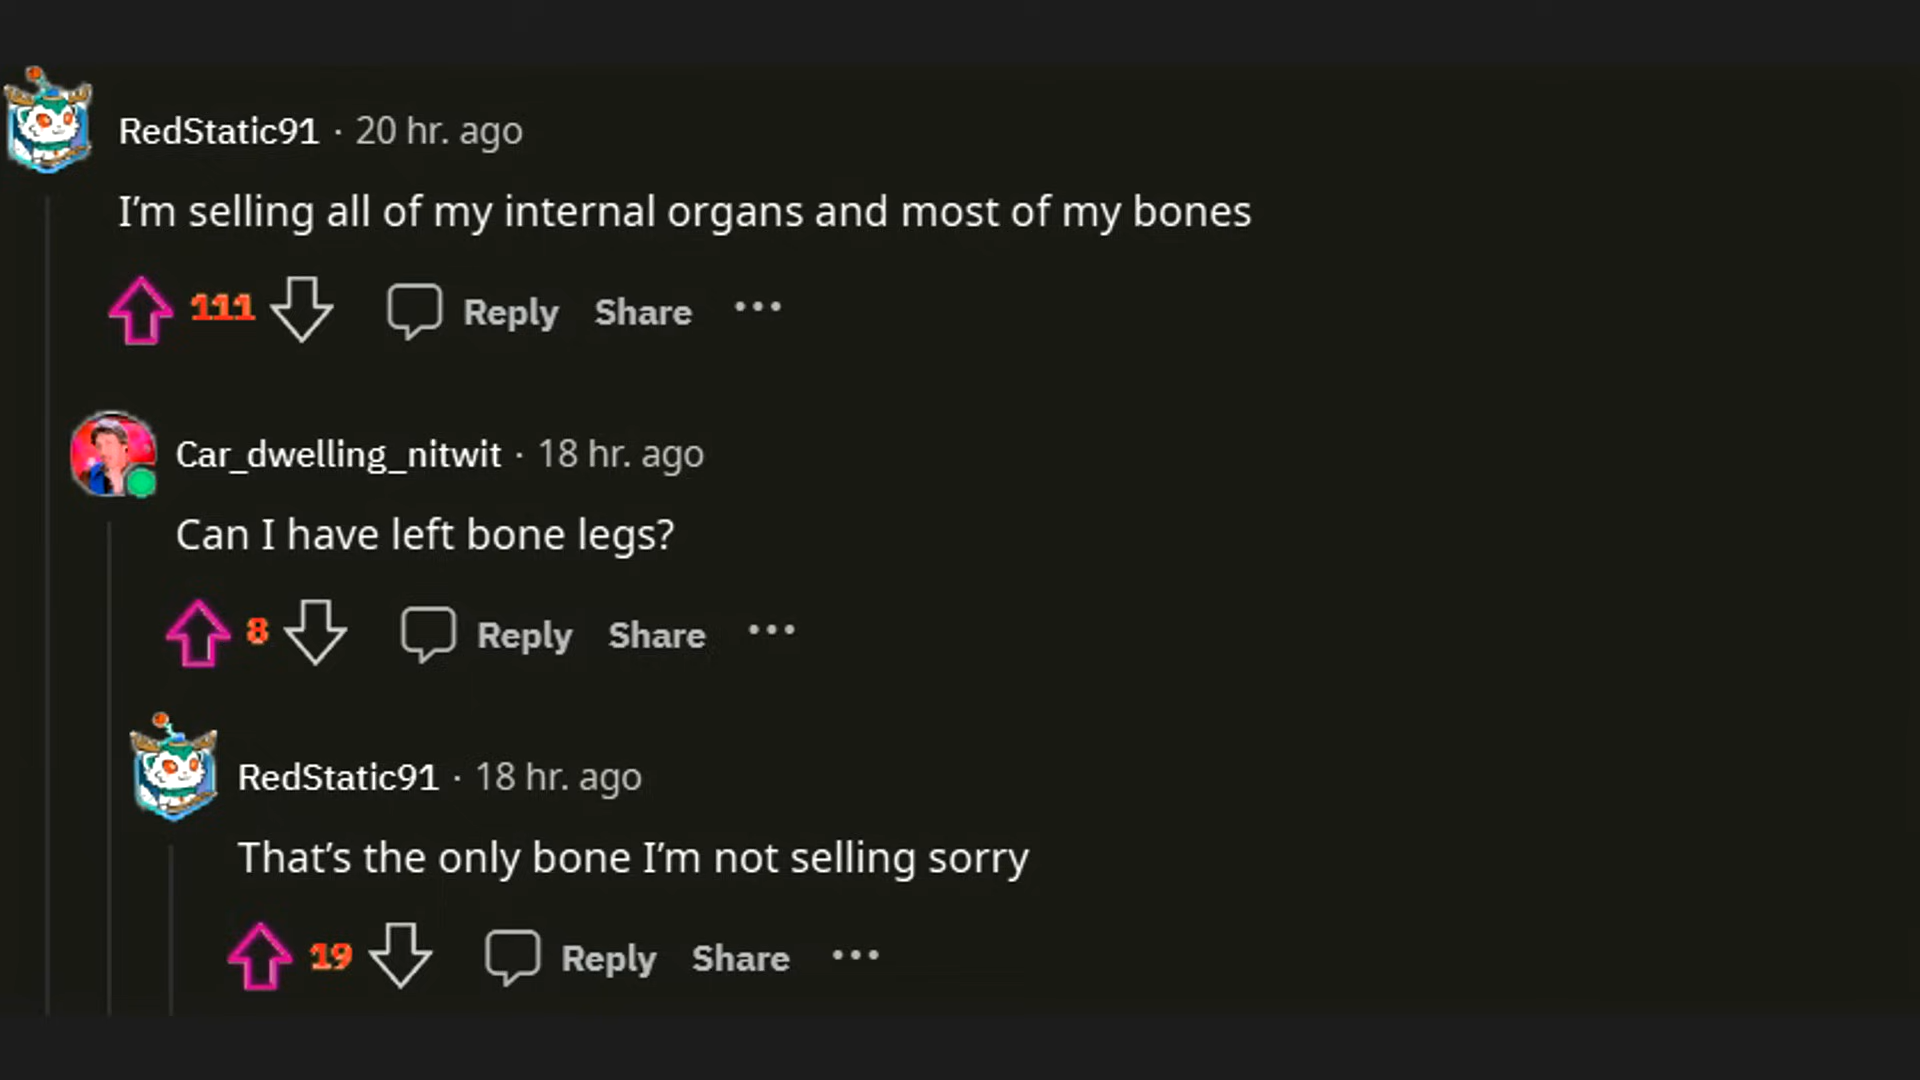 RedStatic91 · 20 hr. ago
I’m selling all of my internal organs and most of my bones
111 Reply Share ···
Car_dwelling_nitwit · 18 hr. ago
Can I have left bone legs?
8 Reply Share ···
RedStatic91 · 18 hr. ago
That’s the only bone I’m not selling sorry
19 Reply Share ···